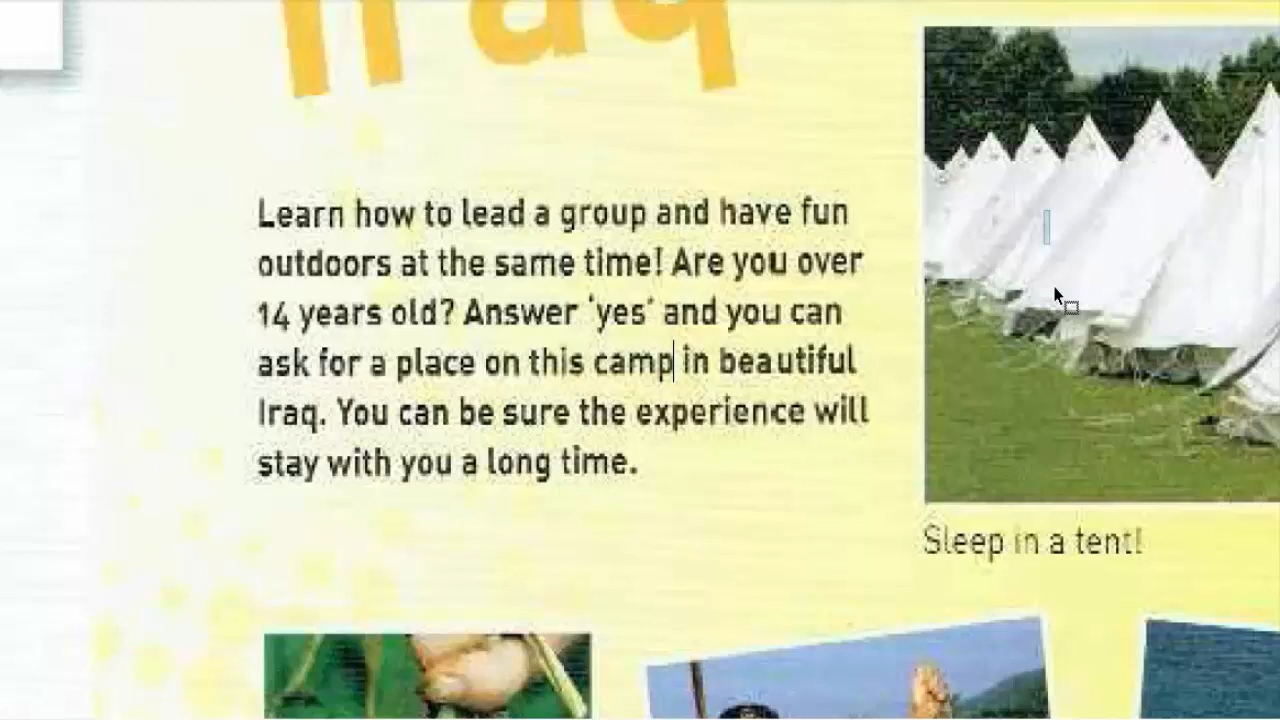 Iraq
Learn how to lead a group and have fun
outdoors at the same time! Are you over
14 years old? Answer 'yes' and you can
ask for a place on this camp in beautiful
Iraq. You can be sure the experience will
stay with you a long time.
Sleep in a tent!